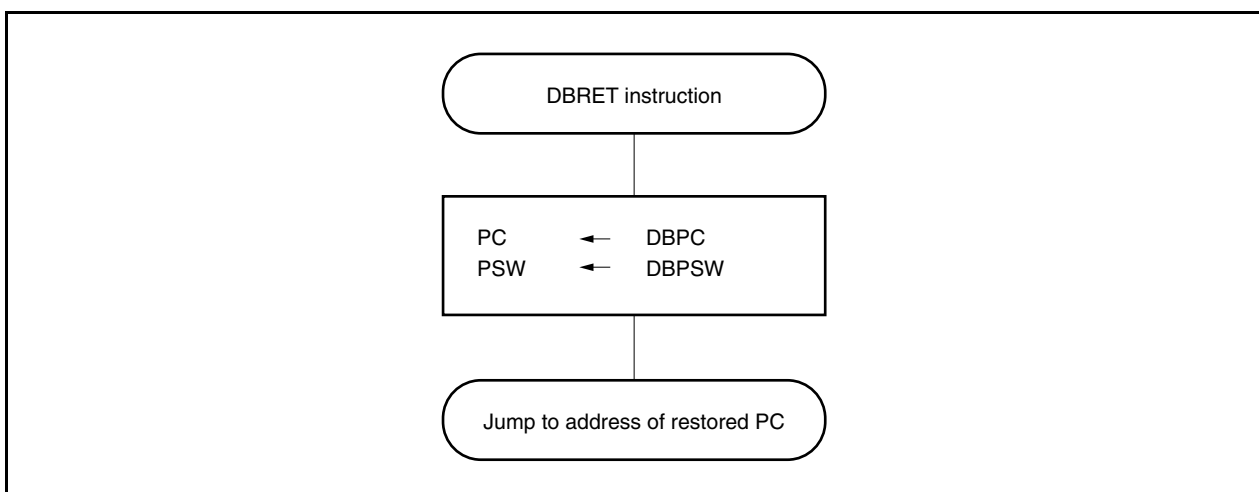 DBRET instruction
PC ← DBPC
PSW ← DBPSW
Jump to address of restored PC